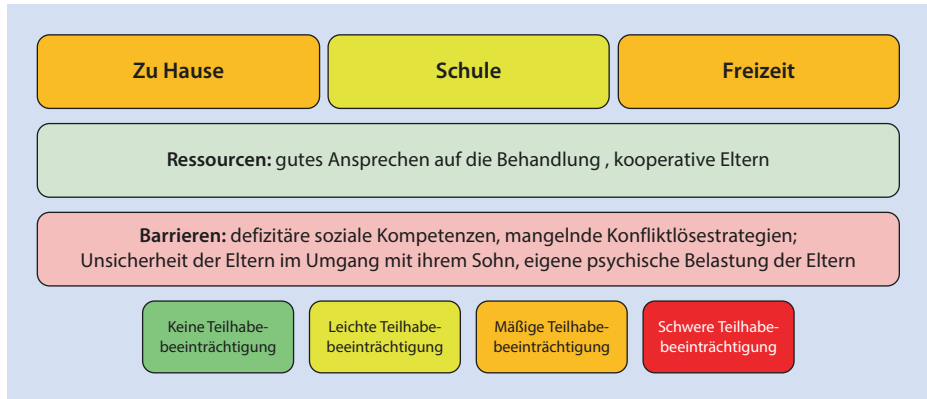 Zu Hause
Schule
Freizeit
Ressourcen: gutes Ansprechen auf die Behandlung , kooperative Eltern
Barrieren: defizitäre soziale Kompetenzen, mangelnde Konfliktlösestrategien;
Unsicherheit der Eltern im Umgang mit ihrem Sohn, eigene psychische Belastung der Eltern
Keine Teilhabe-
beeinträchtigung
Leichte Teilhabe-
beeinträchtigung
Mäßige Teilhabe-
beeinträchtigung
Schwere Teilhabe-
beeinträchtigung